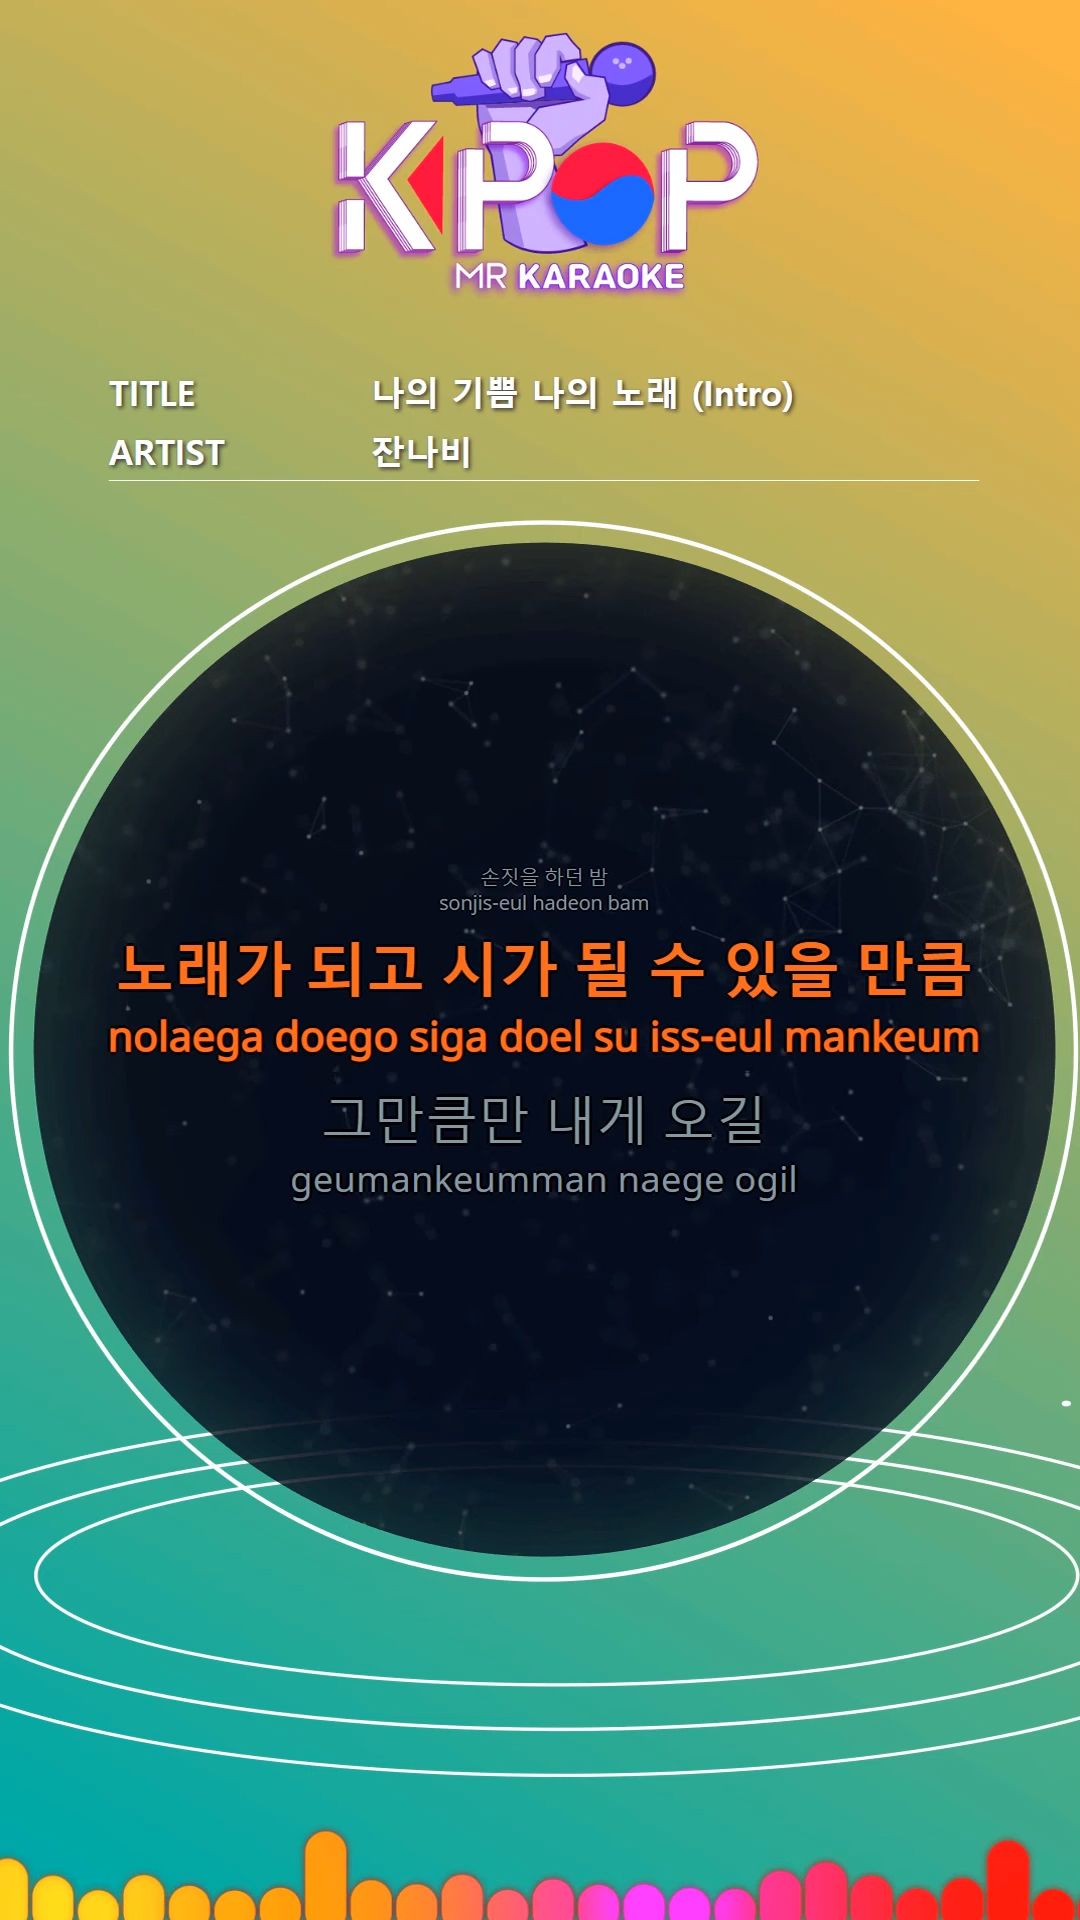 KPOP
MR KARAOKE
TITLE 나의 기쁨 나의 노래 (Intro)
ARTIST 잔나비
손짓을 하던 밤
sonjis-eul hadeon bam
노래가 되고 시가 될 수 있을 만큼
nolaega doego siga doel su iss-eul mankeum
그만큼만 내게 오길
geumankeumman naege ogil